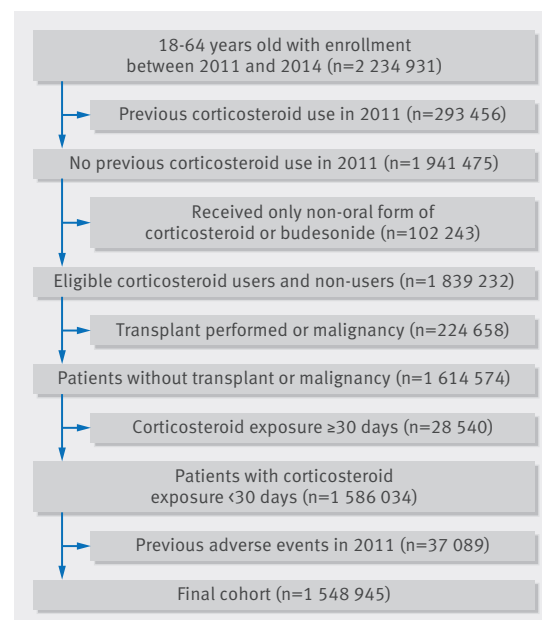 18-64 years old with enrollment
between 2011 and 2014 (n=2 234 931)
Previous corticosteroid use in 2011 (n=293 456)
No previous corticosteroid use in 2011 (n=1 941 475)
Received only non-oral form of
corticosteroid or budesonide (n=102 243)
Eligible corticosteroid users and non-users (n=1 839 232)
Transplant performed or malignancy (n=224 658)
Patients without transplant or malignancy (n=1 614 574)
Corticosteroid exposure ≥30 days (n=28 540)
Patients with corticosteroid
exposure <30 days (n=1 586 034)
Previous adverse events in 2011 (n=37 089)
Final cohort (n=1 548 945)